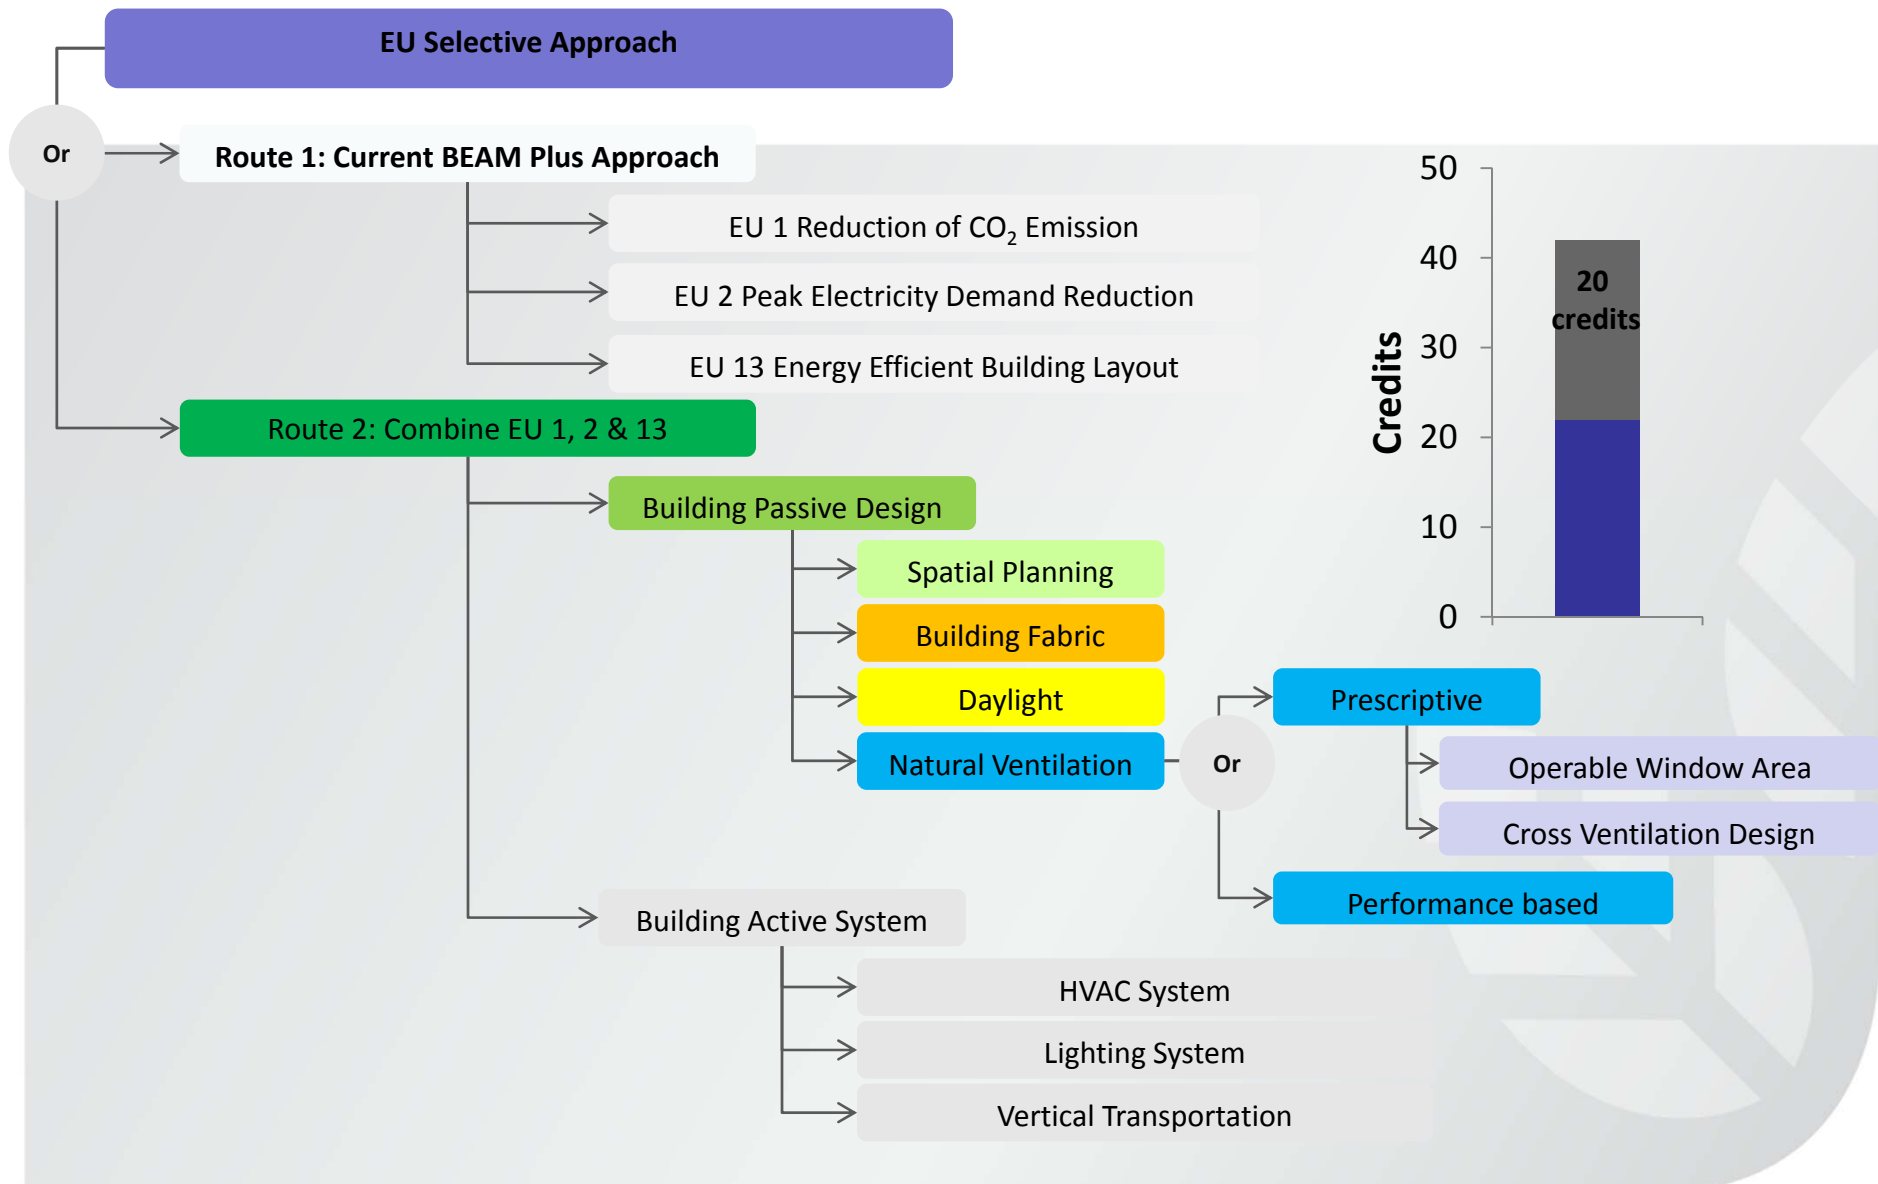 EU Selective Approach
Or
Route 1: Current BEAM Plus Approach
EU 1 Reduction of CO₂ Emission
EU 2 Peak Electricity Demand Reduction
EU 13 Energy Efficient Building Layout
Route 2: Combine EU 1, 2 & 13
Building Passive Design
Spatial Planning
Building Fabric
Daylight
Natural Ventilation
Or
Prescriptive
Operable Window Area
Cross Ventilation Design
Performance based
Building Active System
HVAC System
Lighting System
Vertical Transportation
Credits
50
40
30
20
10
0
20
credits